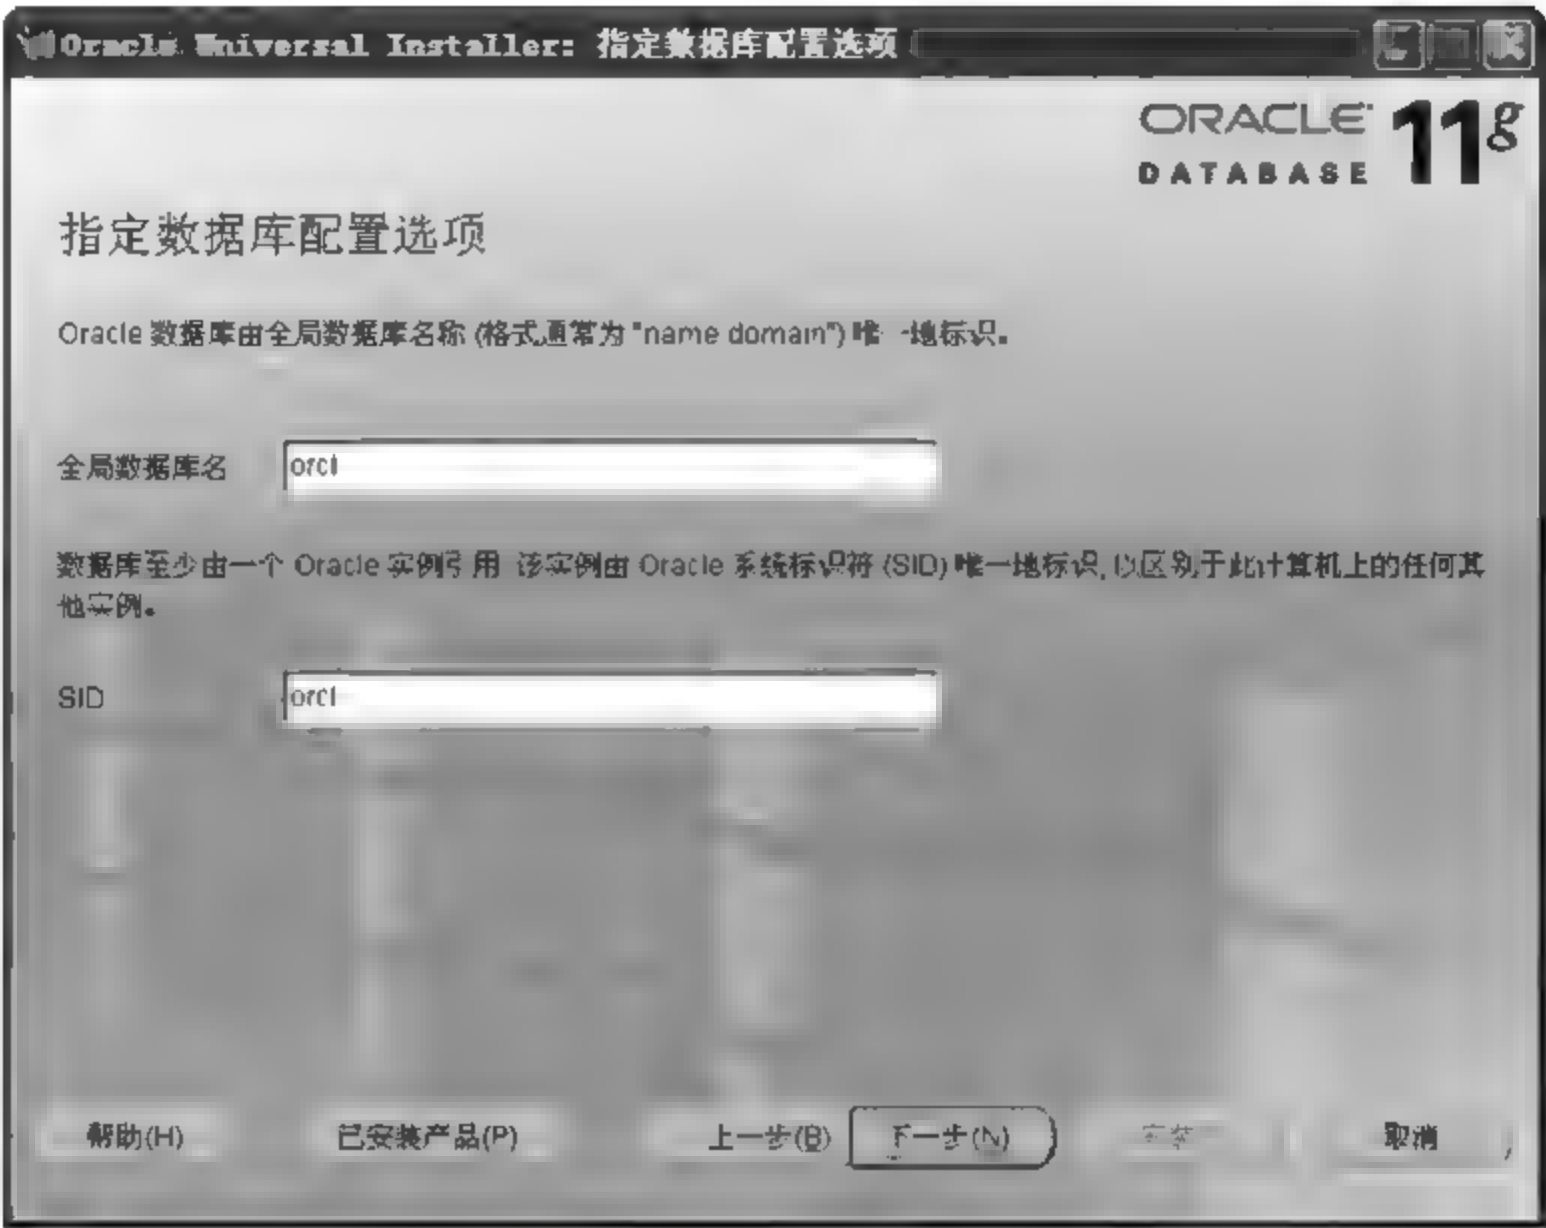 Oracle Universal Installer: 指定数据库配置选项
ORACLE 11g
DATABASE
指定数据库配置选项
Oracle 数据库由全局数据库名称 (格式通常为 "name domain") 唯一地标识。
全局数据库名 orcl
数据库至少由一个 Oracle 实例引用 该实例由 Oracle 系统标识符 (SID) 唯一地标识, 以区别于此计算机上的任何其
他实例。
SID orcl
帮助(H) 已安装产品(P) 上一步(B) 下一步(N) 安装 取消